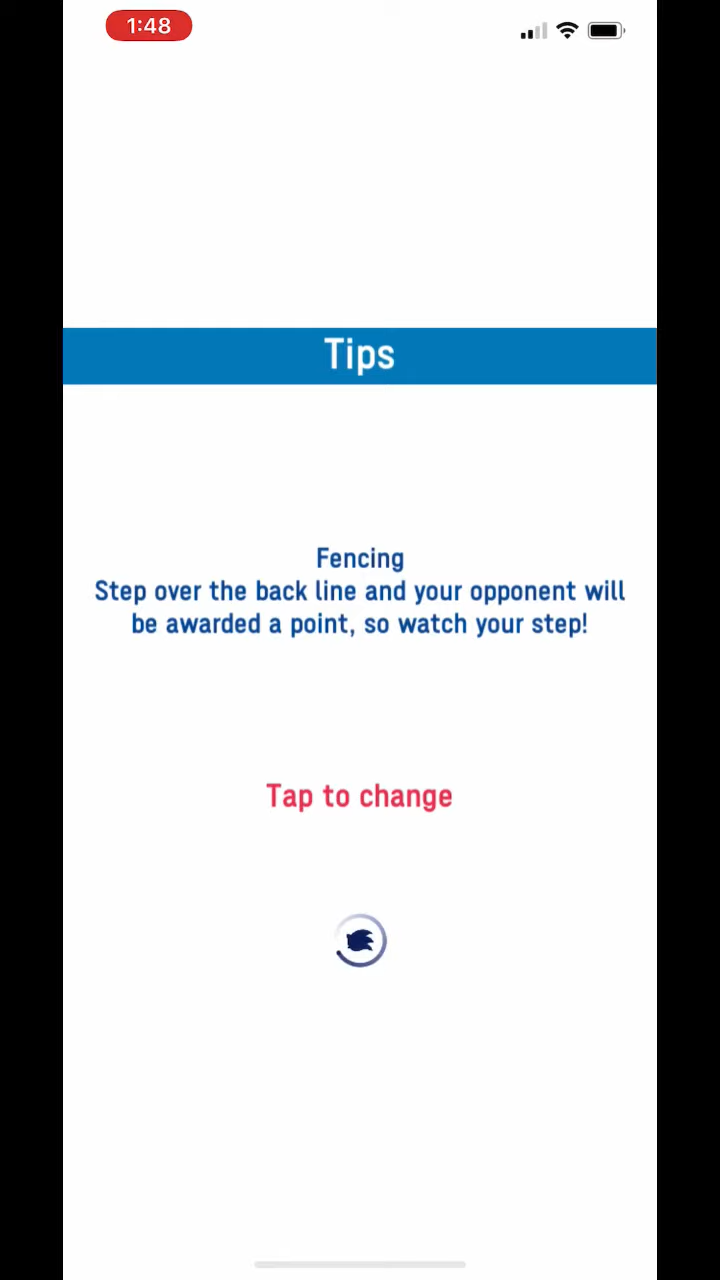 1:48
Tips
Fencing
Step over the back line and your opponent will
be awarded a point, so watch your step!
Tap to change